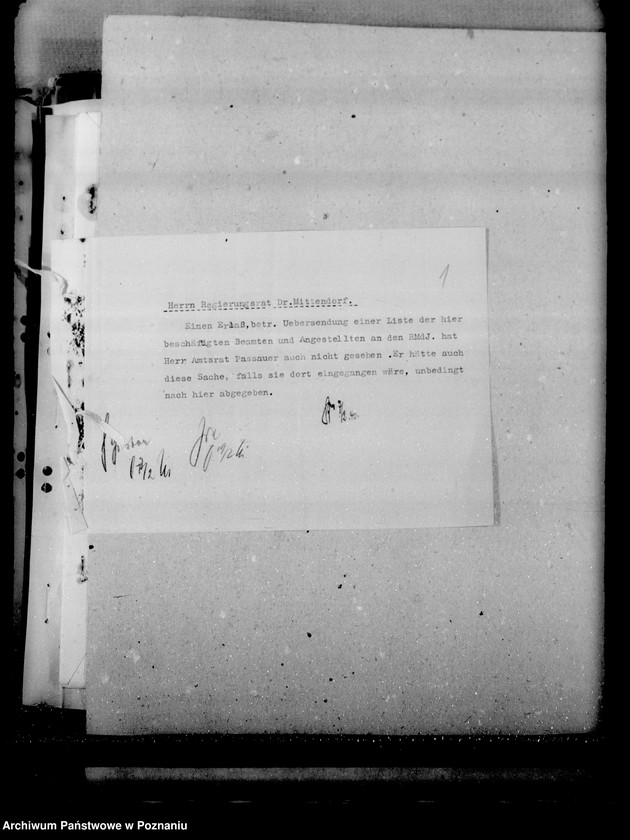 1
Herrn Regierungsrat Dr.Mittendorf.
Einen Erlaß,betr. Uebersendung einer Liste der hier
beschäftigten Beamten und Angestellten an den RMdJ. hat
Herr Amtsrat Passauer auch nicht gesehen .Er hätte auch
diese Sache, falls sie dort eingegangen wäre, unbedingt
nach hier abgegeben.
Archiwum Państwowe w Poznaniu